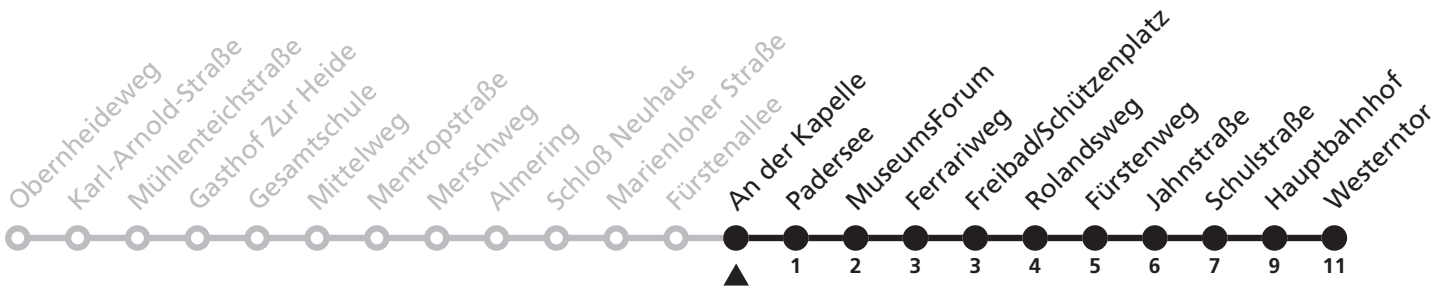 Obernheideweg
Karl-Arnold-Straße
Mühlenteichstraße
Gasthof Zur Heide
Gesamtschule
Mittelweg
Mentropstraße
Merschweg
Almering
Schloß Neuhaus
Marienloher Straße
Fürstenallee
An der Kapelle
Padersee
MuseumsForum
Ferrariweg
Freibad/Schützenplatz
Rolandsweg
Fürstenweg
Jahnstraße
Schulstraße
Hauptbahnhof
Westerntor
1 2 3 3 4 5 6 7 9 11